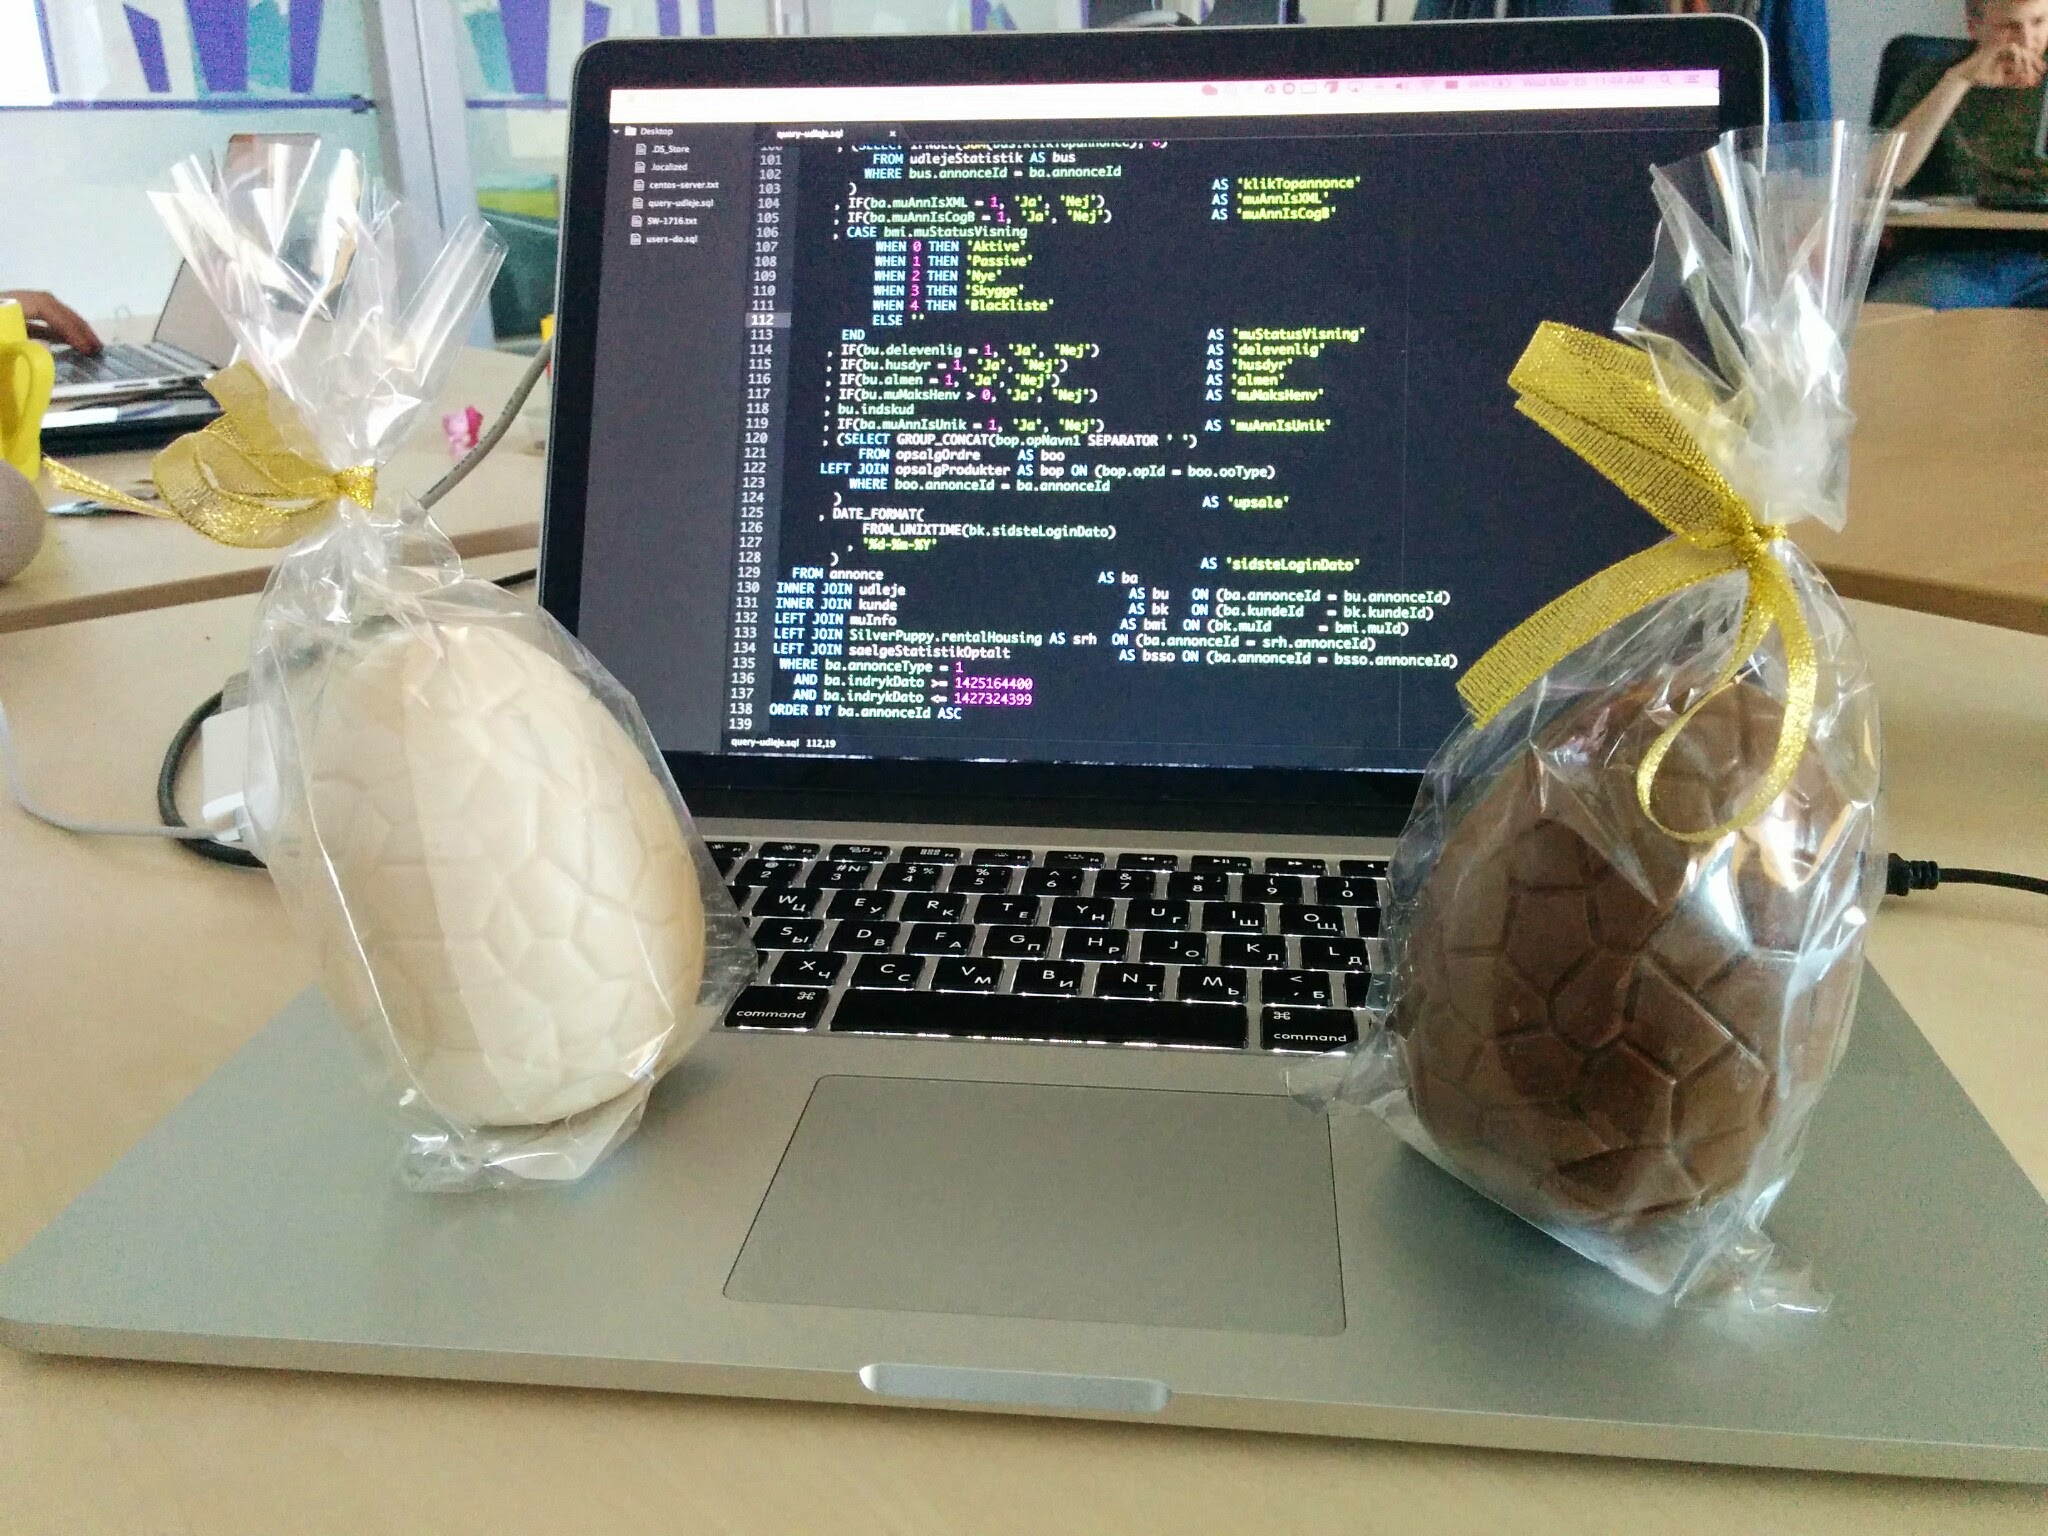 Desktop
.DS_Store
.localized
centos-server.txt
query-udleje.sql
SW-1716.txt
users-do.sql
query-udleje.sql ×
101 FROM udlejeStatistik AS bus
102 WHERE bus.annonceId = ba.annonceId
103 ) AS 'klikTopannonce'
104 , IF(ba.muAnnIsXML = 1, 'Ja', 'Nej') AS 'muAnnIsXML'
105 , IF(ba.muAnnIsCogB = 1, 'Ja', 'Nej') AS 'muAnnIsCogB'
106 , CASE bmi.muStatusVisning
107 WHEN 0 THEN 'Aktive'
108 WHEN 1 THEN 'Passive'
109 WHEN 2 THEN 'Nye'
110 WHEN 3 THEN 'Skygge'
111 WHEN 4 THEN 'Blackliste'
112 ELSE ''
113 END AS 'muStatusVisning'
114 , IF(bu.delevenlig = 1, 'Ja', 'Nej') AS 'delevenlig'
115 , IF(bu.husdyr = 1, 'Ja', 'Nej') AS 'husdyr'
116 , IF(bu.almen = 1, 'Ja', 'Nej') AS 'almen'
117 , IF(bu.muMaksHenv > 0, 'Ja', 'Nej') AS 'muMaksHenv'
118 , bu.indskud
119 , IF(ba.muAnnIsUnik = 1, 'Ja', 'Nej') AS 'muAnnIsUnik'
120 , (SELECT GROUP_CONCAT(bop.opNavn1 SEPARATOR ' ')
121 FROM opsalgOrdre AS boo
122 LEFT JOIN opsalgProdukter AS bop ON (bop.opId = boo.ooType)
123 WHERE boo.annonceId = ba.annonceId
124 ) AS 'upsale'
125 , DATE_FORMAT(
126 FROM_UNIXTIME(bk.sidsteLoginDato)
127 , '%d-%m-%Y'
128 ) AS 'sidsteLoginDato'
129 FROM annonce AS ba
130 INNER JOIN udleje AS bu ON (ba.annonceId = bu.annonceId)
131 INNER JOIN kunde AS bk ON (ba.kundeId = bk.kundeId)
132 LEFT JOIN muInfo AS bmi ON (bk.muId = bmi.muId)
133 LEFT JOIN SilverPuppy.rentalHousing AS srh ON (ba.annonceId = srh.annonceId)
134 LEFT JOIN saelgeStatistikOptalt AS bsso ON (ba.annonceId = bsso.annonceId)
135 WHERE ba.annonceType = 1
136 AND ba.indrykDato >= 1425164400
137 AND ba.indrykDato <= 1427324399
138 ORDER BY ba.annonceId ASC
139
query-udleje.sql 112,19
2 # № 3 $ % 4 % : 5 ^ , 6 & . 7 * ; 8 ( 9 ) 0
W Ц E У R К T Е Y Н U Г I Ш O Щ
S Ы D В F А G П H Р J О K Л L Д
X Ч C С V М B И N Т M Ь < , Б
⌘ command ⌘ command